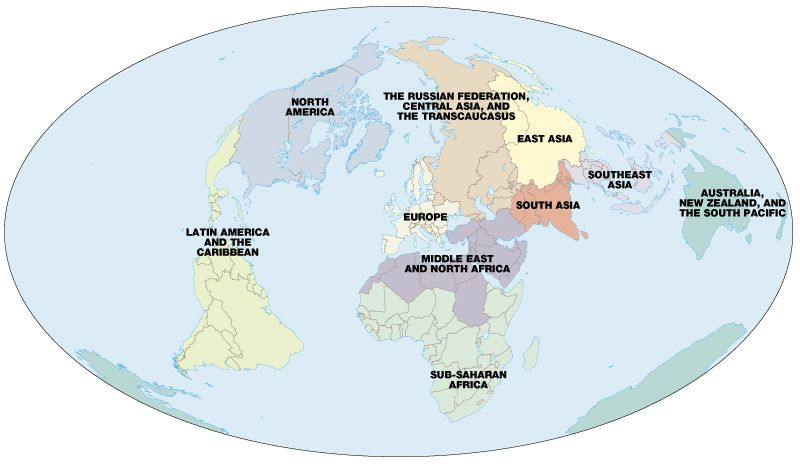 NORTH
AMERICA
THE RUSSIAN FEDERATION,
CENTRAL ASIA, AND
THE TRANSCAUCASUS
EAST ASIA
SOUTHEAST
ASIA
AUSTRALIA,
NEW ZEALAND, AND
THE SOUTH PACIFIC
SOUTH ASIA
EUROPE
LATIN AMERICA
AND THE
CARIBBEAN
MIDDLE EAST
AND NORTH AFRICA
SUB-SAHARAN
AFRICA